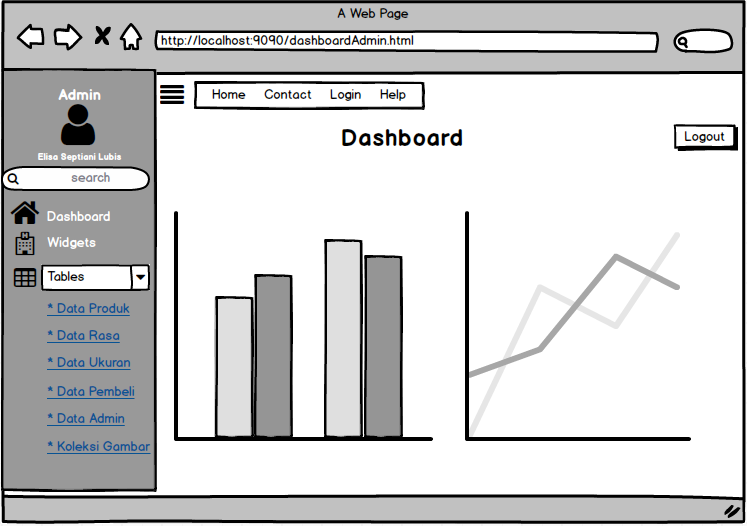 A Web Page
http://localhost:9090/dashboardAdmin.html
Admin
Elisa Septiani Lubis
search
Dashboard
Widgets
Tables
* Data Produk
* Data Rasa
* Data Ukuran
* Data Pembeli
* Data Admin
* Koleksi Gambar
Home Contact Login Help
Dashboard
Logout